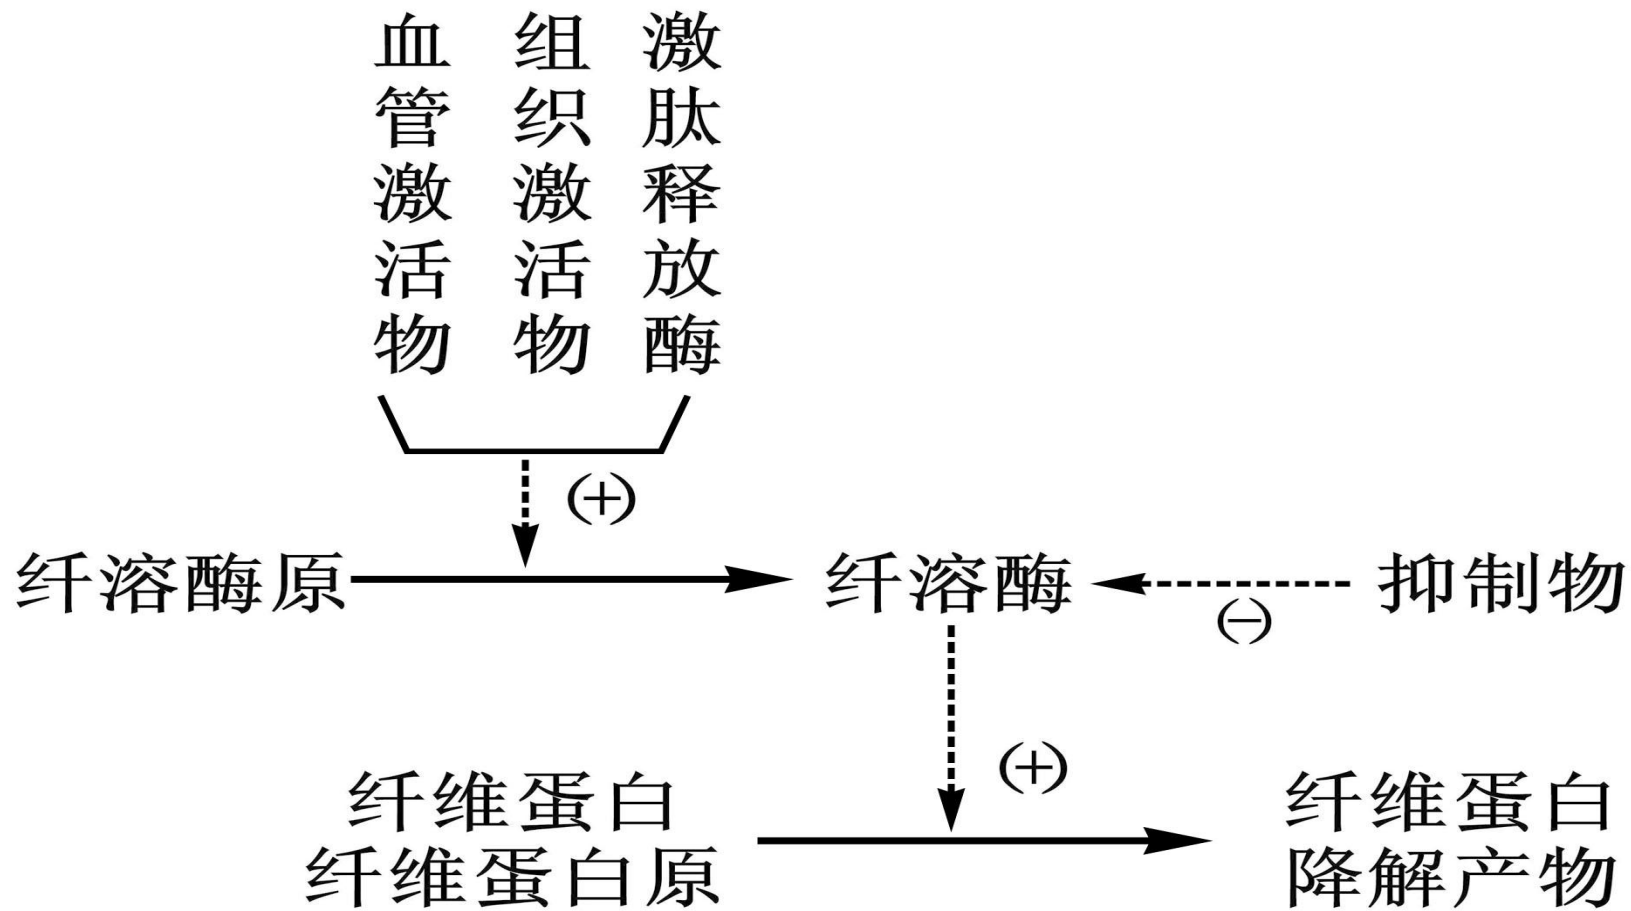 血管激活物
组织激活物
激肽释放酶
(+)
纤溶酶原
纤溶酶
抑制物
(−)
(+)
纤维蛋白
纤维蛋白原
纤维蛋白
降解产物